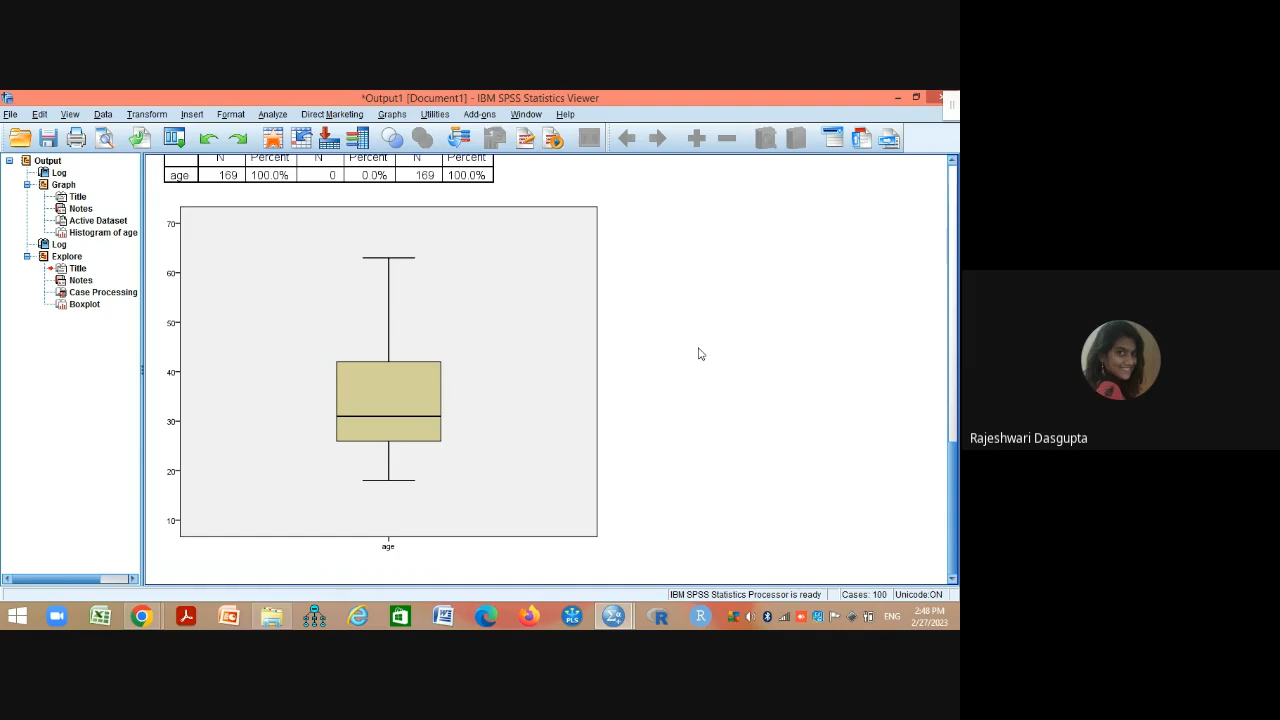 *Output1 [Document1] - IBM SPSS Statistics Viewer
File Edit View Data Transform Insert Format Analyze Direct Marketing Graphs Utilities Add-ons Window Help
Output
Log
Graph
Title
Notes
Active Dataset
Histogram of age
Log
Explore
Title
Notes
Case Processing
Boxplot
N Percent N Percent N Percent
age 169 100.0% 0 0.0% 169 100.0%
70
60
50
40
30
20
10
age
Rajeshwari Dasgupta
IBM SPSS Statistics Processor is ready Cases: 100 Unicode:ON
PLS
ENG
2:48 PM
2/27/2023